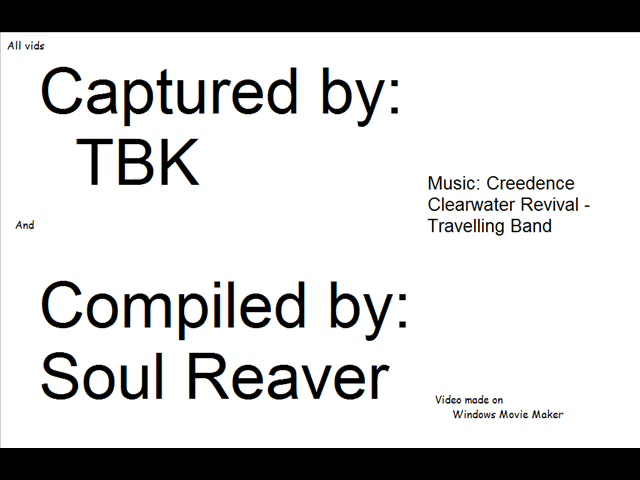 All vids
Captured by:
TBK
And
Compiled by:
Soul Reaver
Music: Creedence
Clearwater Revival -
Travelling Band
Video made on
Windows Movie Maker